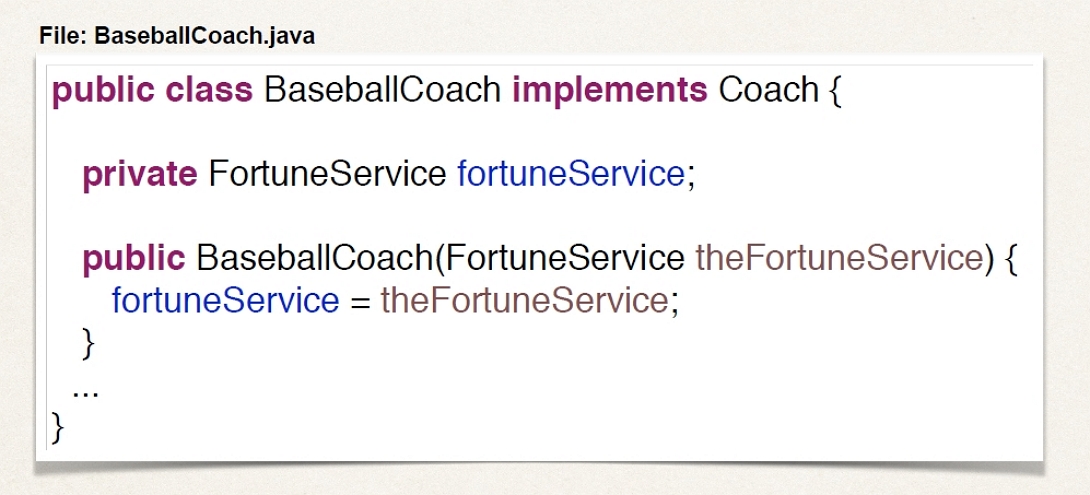 File: BaseballCoach.java
public class BaseballCoach implements Coach {
private FortuneService fortuneService;
public BaseballCoach(FortuneService theFortuneService) {
fortuneService = theFortuneService;
}
...
}